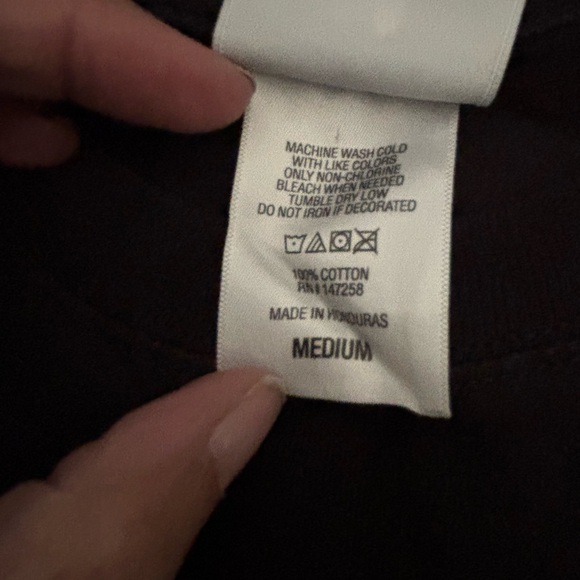 MACHINE WASH COLD
WITH LIKE COLORS
ONLY NON-CHLORINE
BLEACH WHEN NEEDED
TUMBLE DRY LOW
DO NOT IRON IF DECORATED
100% COTTON
RN# 147258
MADE IN HONDURAS
MEDIUM